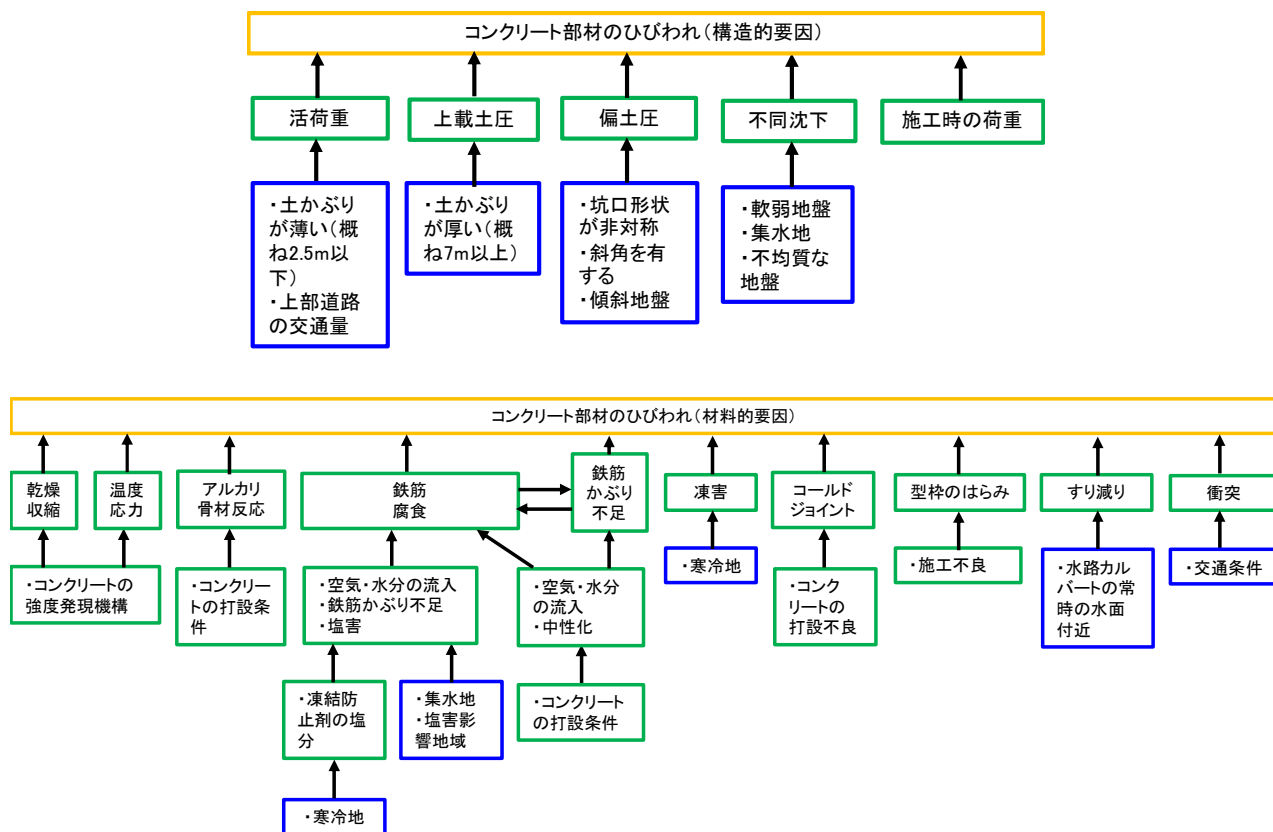 コンクリート部材のひびわれ（構造的要因）
活荷重
上載土圧
偏土圧
不同沈下
施工時の荷重
・土かぶり
が薄い（概
ね2.5m以
下）
・上部道路
の交通量
・土かぶり
が厚い（概
ね7m以上）
・坑口形状
が非対称
・斜角を有
する
・傾斜地盤
・軟弱地盤
・集水地
・不均質な
地盤
コンクリート部材のひびわれ（材料的要因）
乾燥
収縮
温度
応力
アルカリ
骨材反応
鉄筋
腐食
鉄筋
かぶり
不足
凍害
コールド
ジョイント
型枠のはらみ
すり減り
衝突
・コンクリートの
強度発現機構
・コンクリー
トの打設条
件
・空気・水分の流入
・鉄筋かぶり不足
・塩害
・空気・水分
の流入
・中性化
・寒冷地
・コンク
リートの
打設不良
・施工不良
・水路カル
バートの常
時の水面
付近
・交通条件
・凍結防
止剤の塩
分
・集水地
・塩害影
響地域
・コンクリート
の打設条件
・寒冷地